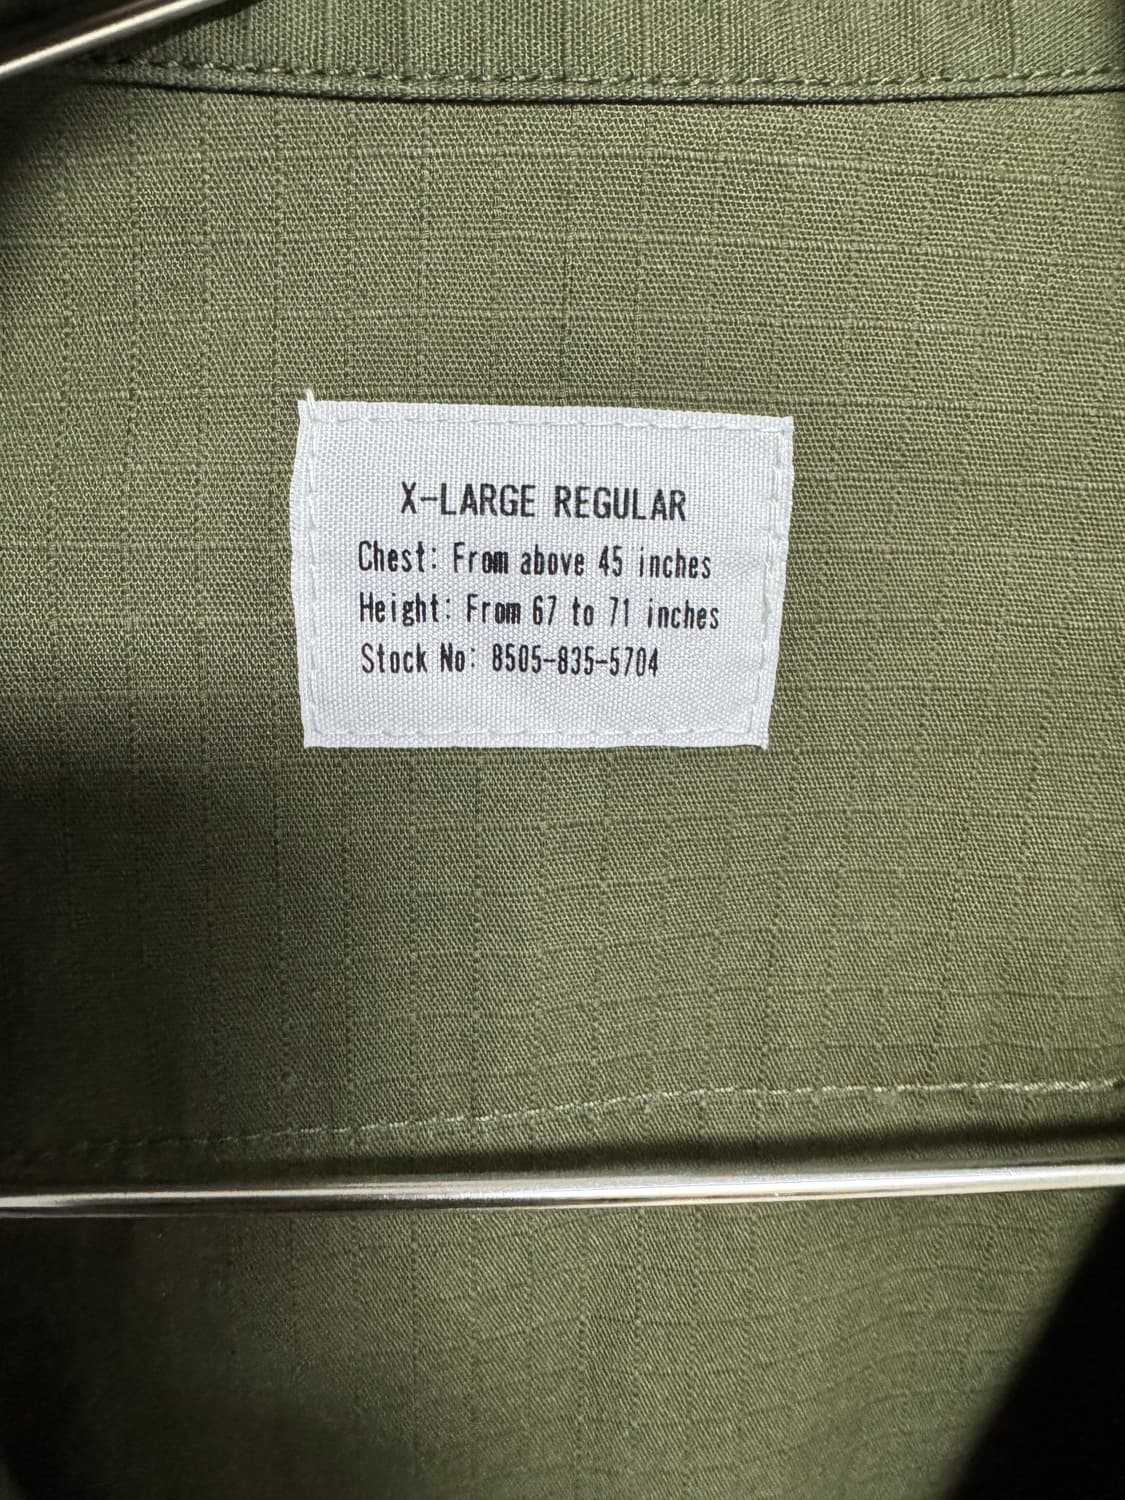 X-LARGE REGULAR
Chest: From above 45 inches
Height: From 67 to 71 inches
Stock No: 8505-835-5704